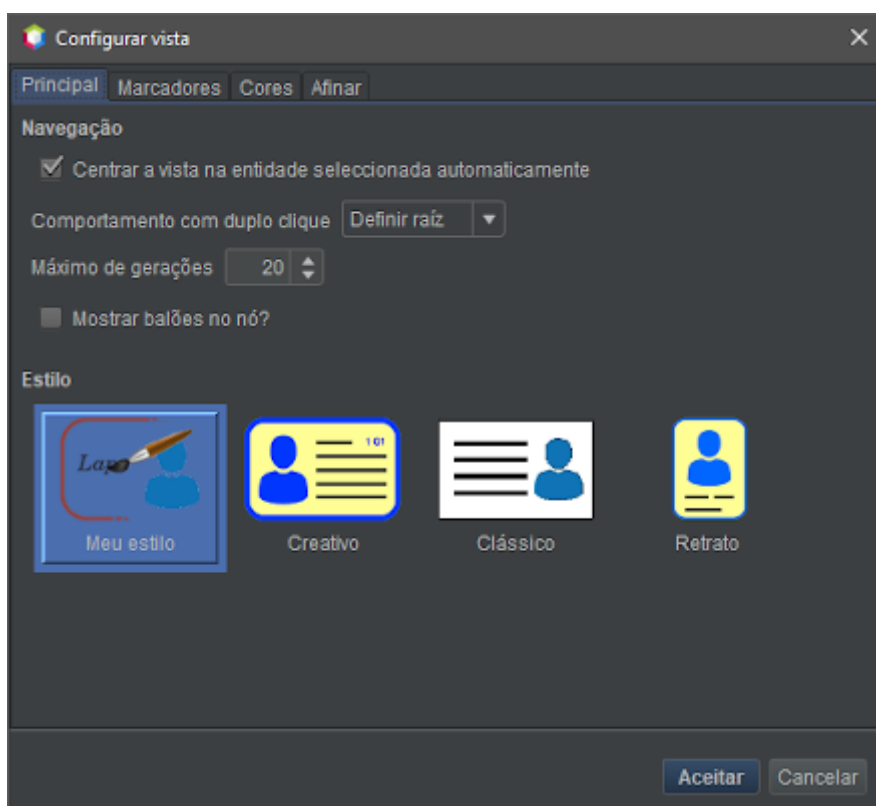 Configurar vista
Principal Marcadores Cores Afinar
Navegação
Centrar a vista na entidade seleccionada automaticamente
Comportamento com duplo clique Definir raíz
Máximo de gerações 20
Mostrar balões no nó?
Estilo
101
Meu estilo Creativo Clássico Retrato
Aceitar Cancelar